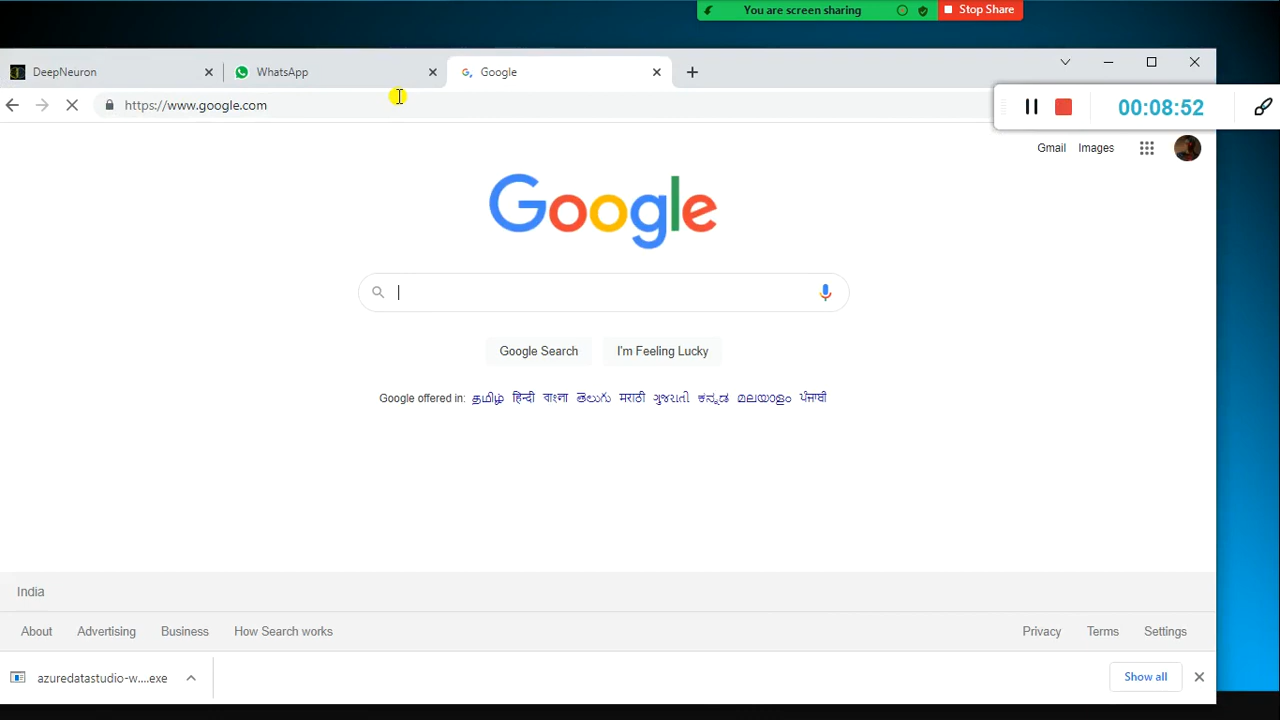 You are screen sharing
Stop Share
DeepNeuron
WhatsApp
Google
https://www.google.com
00:08:52
Gmail Images
Google
Google Search I'm Feeling Lucky
Google offered in: தமிழ் हिन्दी বাংলা తెలుగు मराठी ગુજરાતી ಕನ್ನಡ മലയാളം ਪੰਜਾਬੀ
India
About Advertising Business How Search works Privacy Terms Settings
azuredatastudio-w....exe
Show all